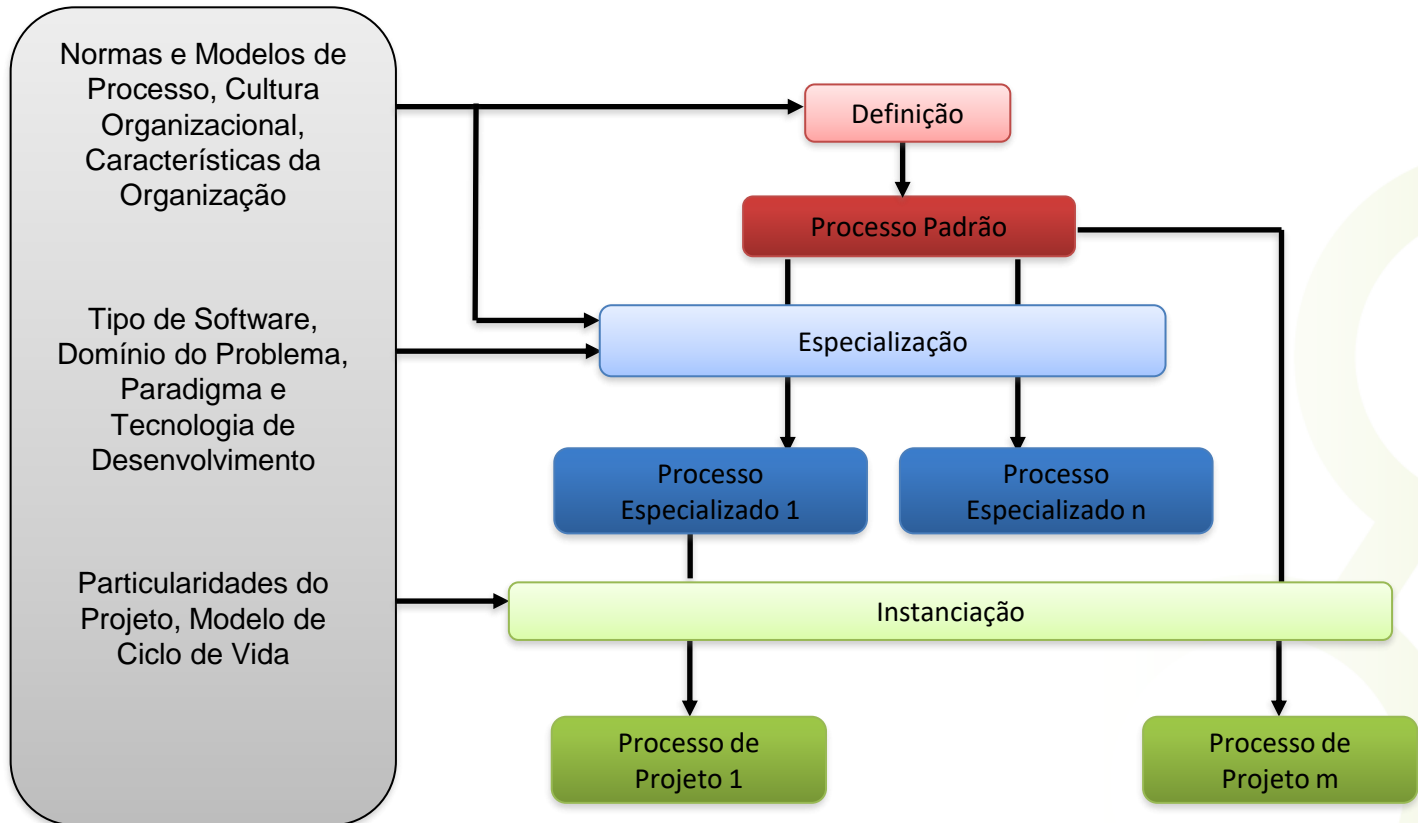 Normas e Modelos de
Processo, Cultura
Organizacional,
Característícas da
Organização
Tipo de Software,
Domínio do Problema,
Paradigma e
Tecnologia de
Desenvolvimento
Particularidades do
Projeto, Modelo de
Ciclo de Vida
Definição
Processo Padrão
Especialização
Processo
Especializado 1
Processo
Especializado n
Instanciação
Processo de
Projeto 1
Processo de
Projeto m